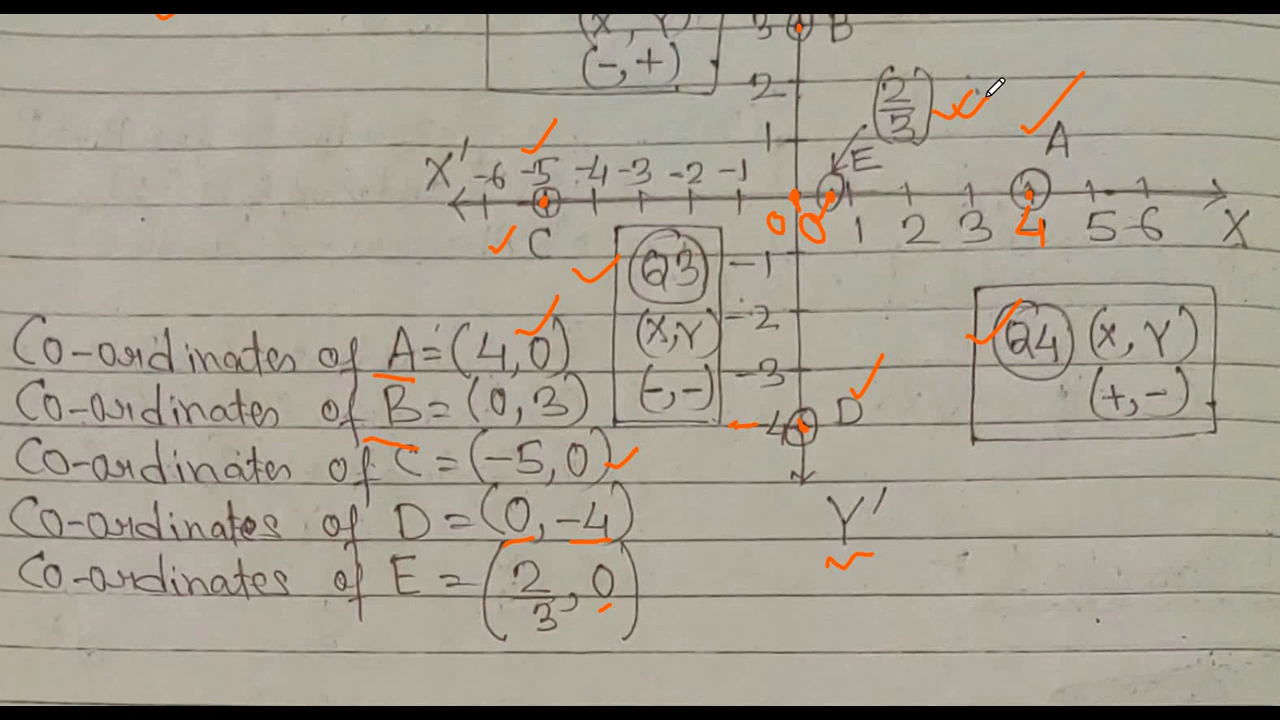 (X, Y)
(-, +)
3 B
2
(2/3)
1
A
E
X' -6 -5 -4 -3 -2 -1
0 0 1 2 3 4 5 6 X
C
-1
Q3
(X,Y)
(-,-)
-2
-3
-4
D
Q4 (X, Y)
(+,-)
Y'
Co-ordinates of A=(4,0)
Co-ordinates of B=(0,3)
Co-ordinates of C=(-5,0)
Co-ordinates of D=(0,-4)
Co-ordinates of E=(2/3,0)